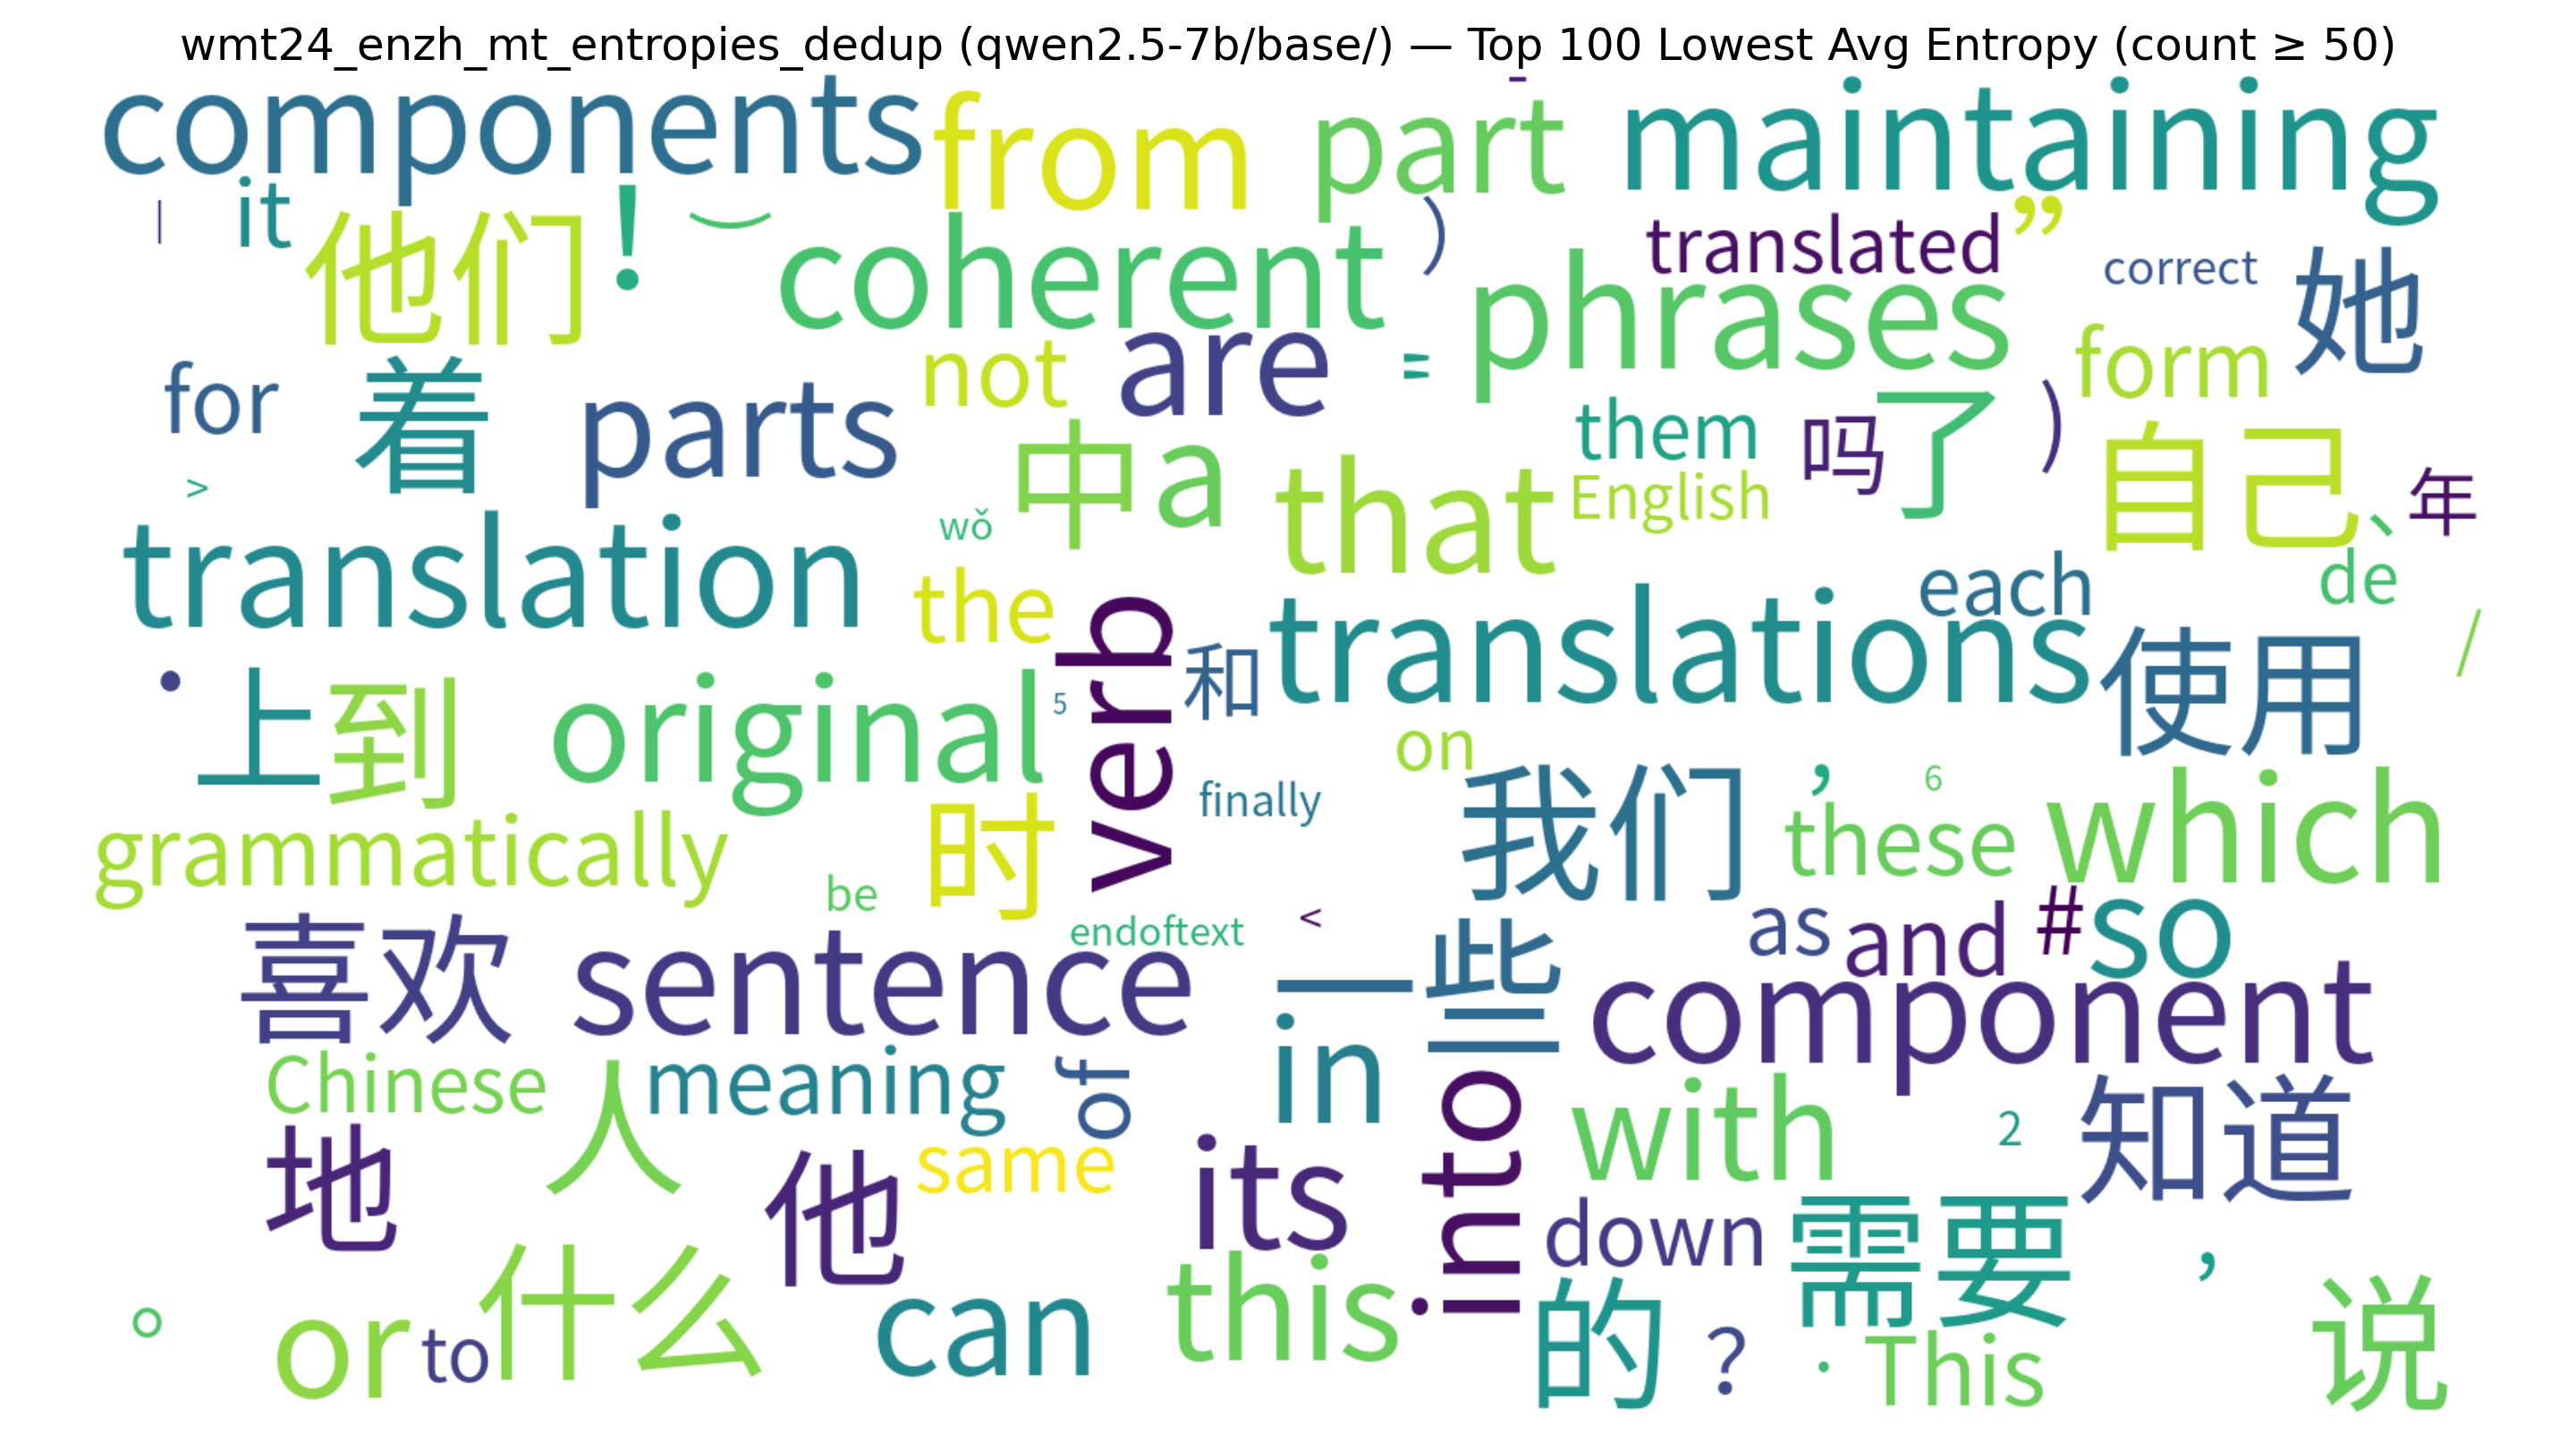 wmt24_enzh_mt_entropies_dedup (qwen2.5-7b/base/) — Top 100 Lowest Avg Entropy (count ≥ 50)
components
from
part
-
maintaining
|
it
他们
!
)
coherent
)
translated
”
phrases
correct
她
for
着
parts
not
are
=
them
吗
了
)
form
自己
、
年
>
中
a
that
English
wǒ
translation
the
verb
和
translations
each
de
/
•
上
到
original
5
使用
on
finally
我们
,
6
these
which
grammatically
be
时
endoftext
<
as
and
#
so
喜欢
sentence
一些
component
Chinese
人
meaning
of
in
into
with
2
知道
地
他
same
its
down
需要
,
。
or
to
什么
can
this
的
?
·
This
说